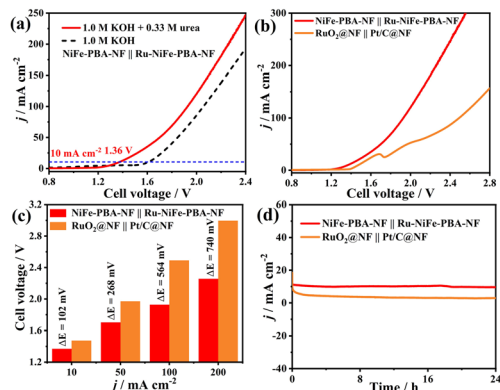 (a)
1.0 M KOH + 0.33 M urea
1.0 M KOH
NiFe-PBA-NF || Ru-NiFe-PBA-NF
10 mA cm-2 1.36 V
j / mA cm-2
250
200
150
100
50
0
0.8 1.2 1.6 2.0 2.4
Cell voltage / V
(b)
NiFe-PBA-NF || Ru-NiFe-PBA-NF
RuO2@NF || Pt/C@NF
j / mA cm-2
300
200
100
0
0.8 1.2 1.6 2.0 2.4 2.8
Cell voltage / V
(c)
NiFe-PBA-NF || Ru-NiFe-PBA-NF
RuO2@NF || Pt/C@NF
Cell voltage / V
3.0
2.6
2.2
1.8
1.4
ΔE = 102 mV
ΔE = 268 mV
ΔE = 564 mV
ΔE = 740 mV
10 50 100 200
j / mA cm-2
(d)
NiFe-PBA-NF || Ru-NiFe-PBA-NF
RuO2@NF || Pt/C@NF
j / mA cm-2
60
40
20
0
-20
-40
0 8 16 24
Time / h